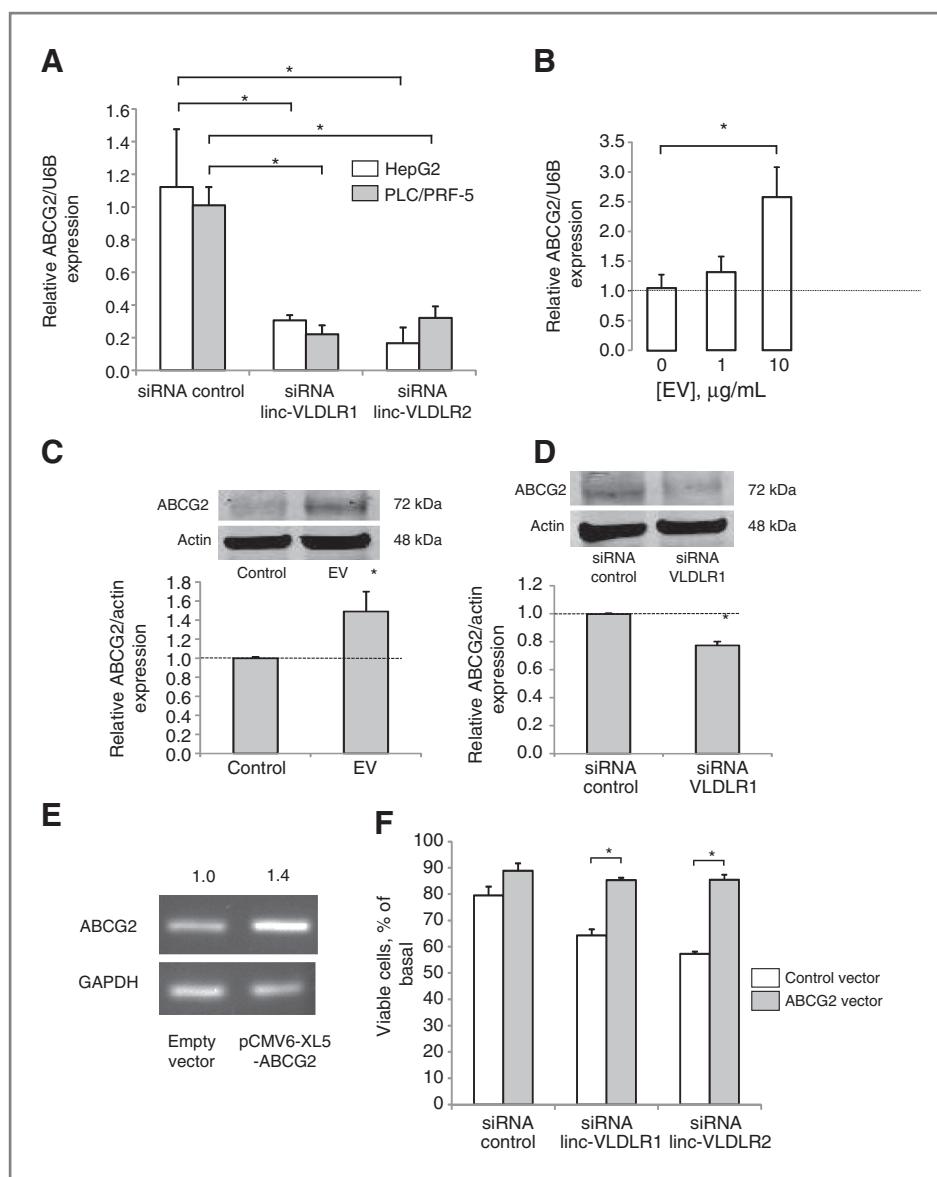 A
*
*
*
*
1.6
1.4
1.2
1.0
0.8
0.6
0.4
0.2
0.0
Relative ABCG2/U6B
expression
HepG2
PLC/PRF-5
siRNA control
siRNA
linc-VLDLR1
siRNA
linc-VLDLR2
B
*
3.5
3.0
2.5
2.0
1.5
1.0
0.5
0.0
Relative ABCG2/U6B
expression
0 1 10
[EV], μg/mL
C
ABCG2 72 kDa
Actin 48 kDa
Control EV *
1.8
1.6
1.4
1.2
1.0
0.8
0.6
0.4
0.2
0.0
Relative ABCG2/actin
expression
Control EV
D
ABCG2 72 kDa
Actin 48 kDa
siRNA
control
siRNA
VLDLR1
1.2
1.0
0.8
0.6
0.4
0.2
0.0
*
Relative ABCG2/actin
expression
siRNA
control
siRNA
VLDLR1
E
1.0 1.4
ABCG2
GAPDH
Empty
vector
pCMV6-XL5
-ABCG2
F
100
90
80
70
60
50
40
30
20
10
0
* *
Viable cells, % of
basal
Control vector
ABCG2 vector
siRNA
control
siRNA
linc-VLDLR1
siRNA
linc-VLDLR2